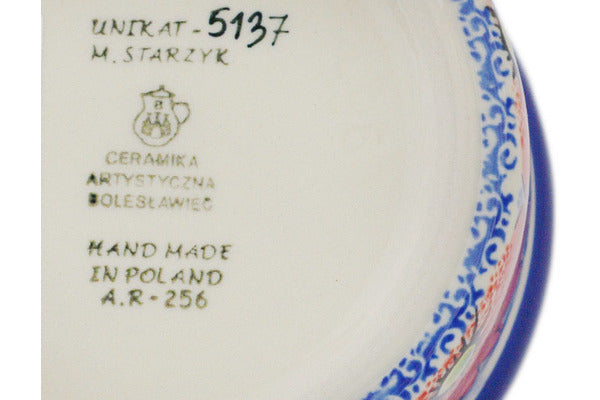 UNIKAT - 5137
M. STARZYK
CERAMIKA
ARTYSTYCZNA
BOLESŁAWIEC
HAND MADE
IN POLAND
A.R - 256